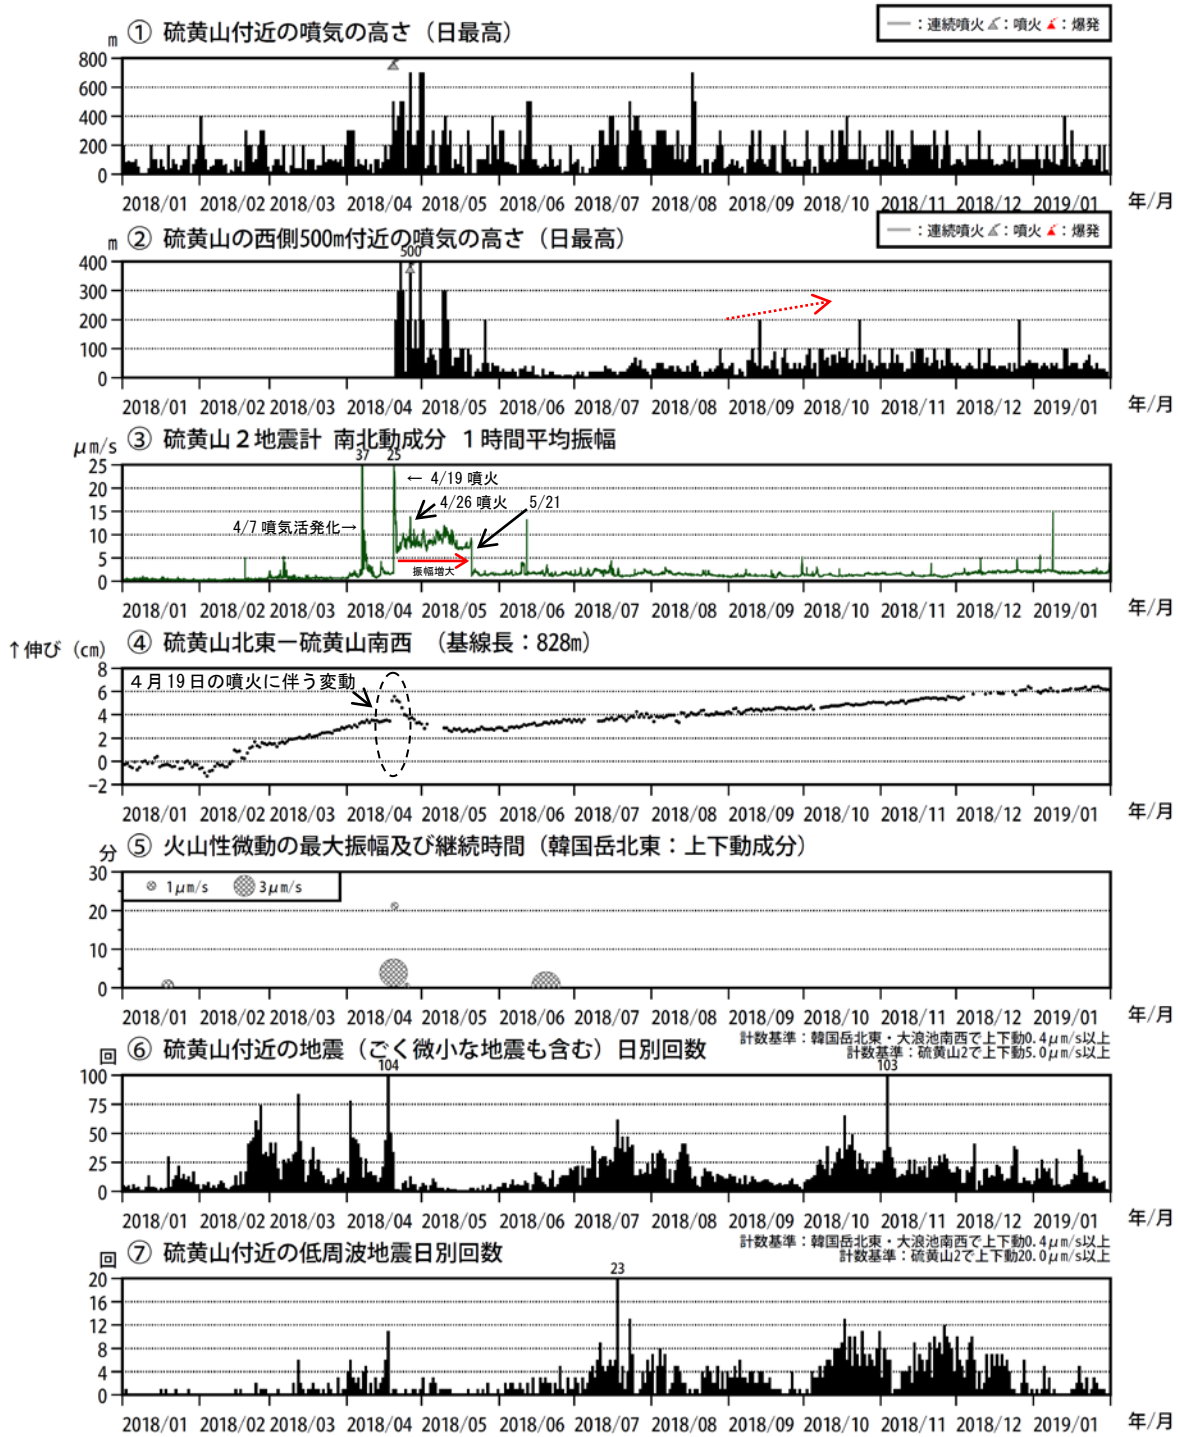 ① 硫黄山付近の噴気の高さ（日最高）
―：連続噴火 ：噴火 ：爆発
m
800
600
400
200
0
2018/01 2018/02 2018/03 2018/04 2018/05 2018/06 2018/07 2018/08 2018/09 2018/10 2018/11 2018/12 2019/01 年/月
② 硫黄山の西側500m付近の噴気の高さ（日最高）
―：連続噴火 ：噴火 ：爆発
m
500
400
300
200
100
0
2018/01 2018/02 2018/03 2018/04 2018/05 2018/06 2018/07 2018/08 2018/09 2018/10 2018/11 2018/12 2019/01 年/月
③ 硫黄山２地震計 南北動成分 １時間平均振幅
μm/s
37 25
25
20
15
10
5
0
← 4/19 噴火
4/26 噴火 5/21
4/7 噴気活発化→
振幅増大
2018/01 2018/02 2018/03 2018/04 2018/05 2018/06 2018/07 2018/08 2018/09 2018/10 2018/11 2018/12 2019/01 年/月
↑伸び（㎝） ④ 硫黄山北東ー硫黄山南西 （基線長：828m）
8
6
4
2
0
−2
４月19日の噴火に伴う変動
2018/01 2018/02 2018/03 2018/04 2018/05 2018/06 2018/07 2018/08 2018/09 2018/10 2018/11 2018/12 2019/01 年/月
分 ⑤ 火山性微動の最大振幅及び継続時間（韓国岳北東：上下動成分）
30
20
10
0
1μm/s 3μm/s
2018/01 2018/02 2018/03 2018/04 2018/05 2018/06 2018/07 2018/08 2018/09 2018/10 2018/11 2018/12 2019/01 年/月
回 ⑥ 硫黄山付近の地震（ごく微小な地震も含む）日別回数
計数基準：韓国岳北東・大浪池南西で上下動0.4μm/s以上
計数基準：硫黄山2で上下動5.0μm/s以上
104 103
100
75
50
25
0
2018/01 2018/02 2018/03 2018/04 2018/05 2018/06 2018/07 2018/08 2018/09 2018/10 2018/11 2018/12 2019/01 年/月
回 ⑦ 硫黄山付近の低周波地震日別回数
計数基準：韓国岳北東・大浪池南西で上下動0.4μm/s以上
計数基準：硫黄山2で上下動20.0μm/s以上
23
20
16
12
8
4
0
2018/01 2018/02 2018/03 2018/04 2018/05 2018/06 2018/07 2018/08 2018/09 2018/10 2018/11 2018/12 2019/01 年/月